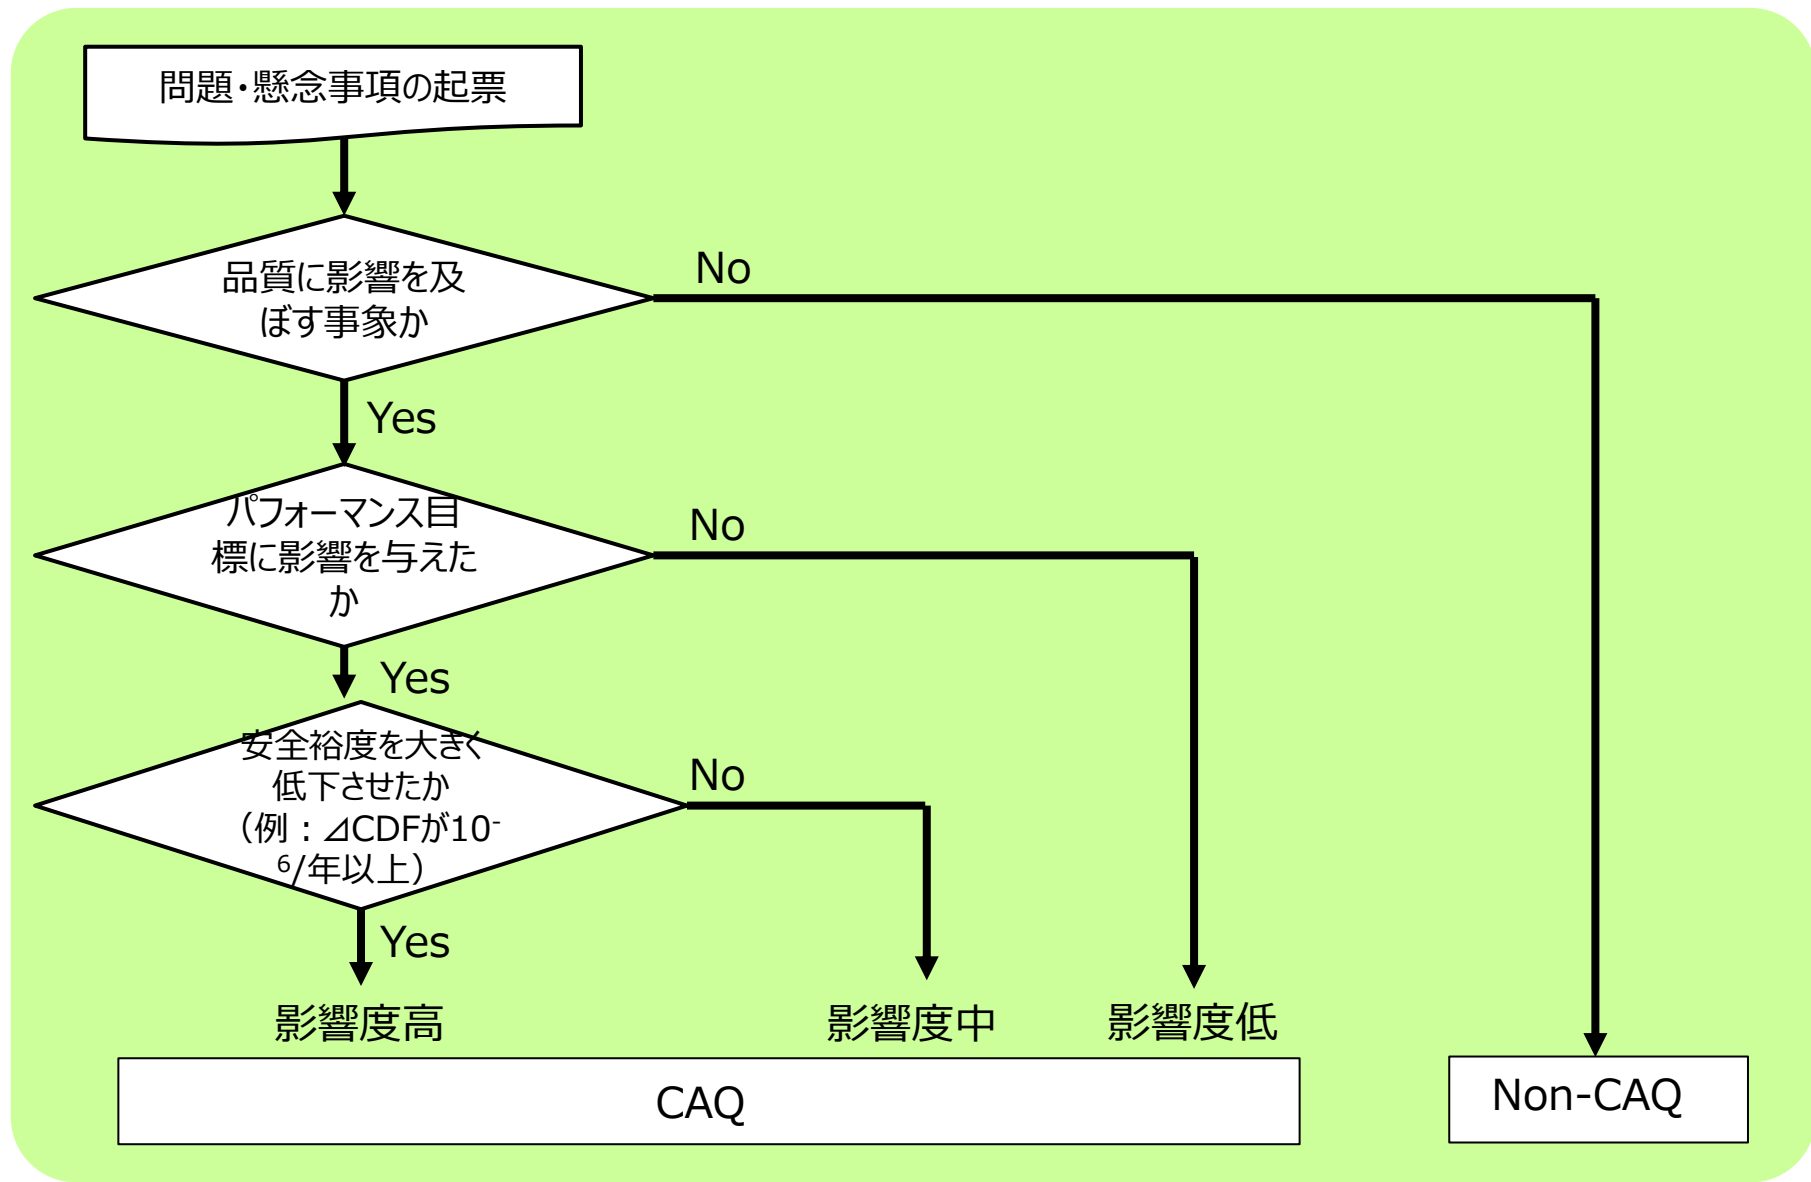 問題・懸念事項の起票
品質に影響を及
ぼす事象か
No
Yes
パフォーマンス目
標に影響を与えた
か
No
Yes
安全裕度を大きく
低下させたか
（例：⊿CDFが10-
6/年以上）
No
Yes
影響度高
影響度中
影響度低
CAQ
Non-CAQ